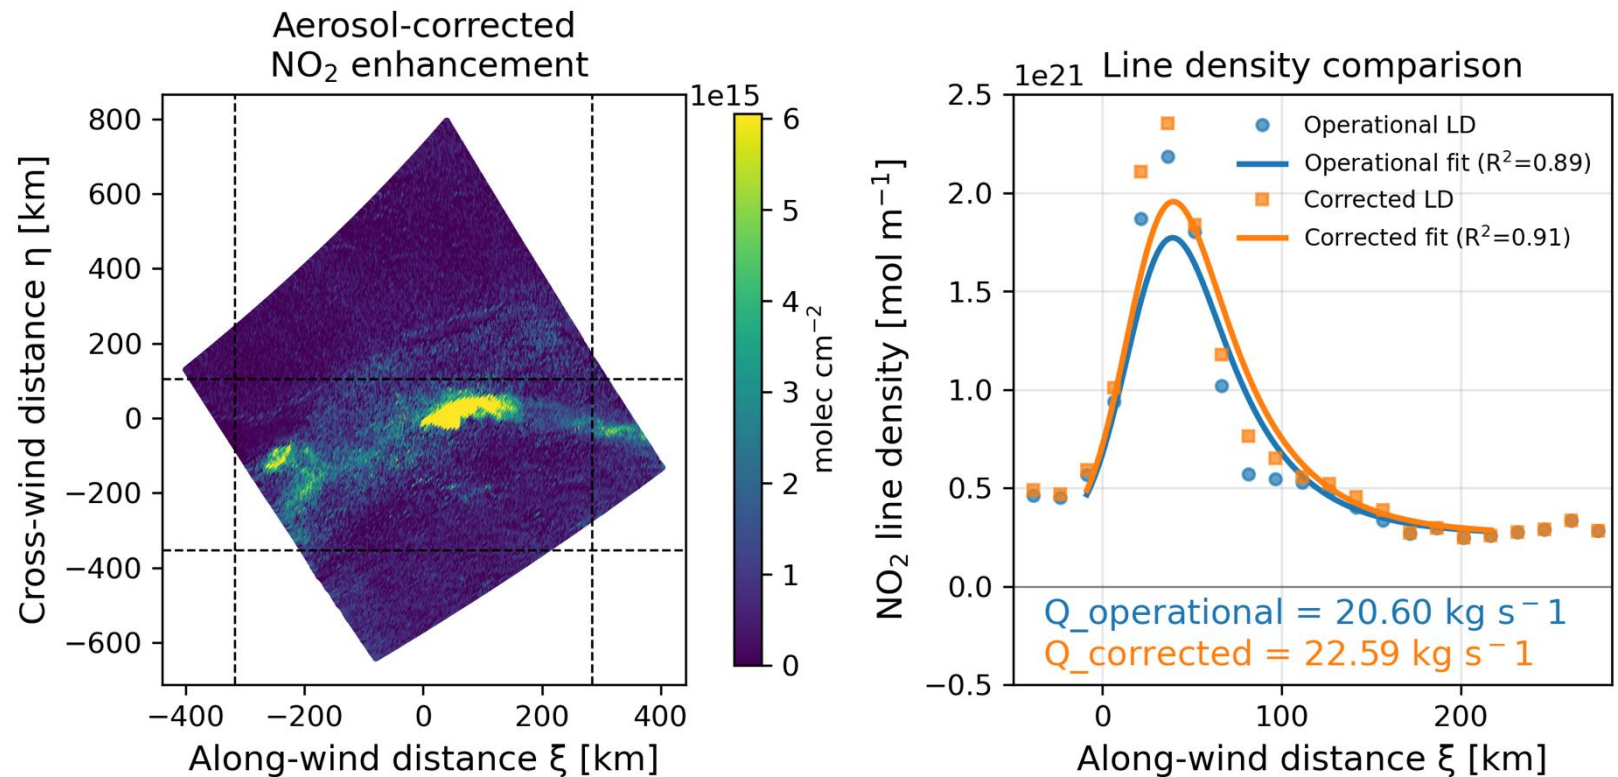 Aerosol-corrected
NO₂ enhancement
1e15
800
600
400
200
0
−200
−400
−600
Cross-wind distance η [km]
−400
−200
0
200
400
Along-wind distance ξ [km]
6
5
4
3
2
1
0
molec cm⁻²
Line density comparison
1e21
2.5
2.0
1.5
1.0
0.5
0.0
−0.5
NO₂ line density [mol m⁻¹]
Operational LD
Operational fit (R²=0.89)
Corrected LD
Corrected fit (R²=0.91)
Q_operational = 20.60 kg s⁻1
Q_corrected = 22.59 kg s⁻1
0
100
200
Along-wind distance ξ [km]